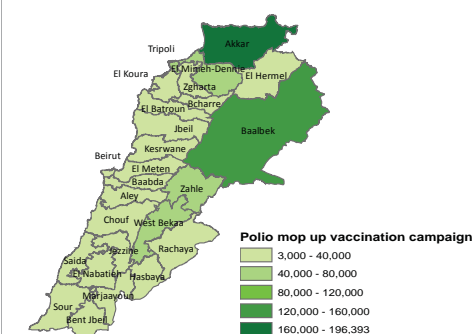 Akkar
Tripoli
El Minieh-Dennie
El Koura
El Hermel
Zgharta
Bcharre
El Batroun
Jbeil
Baalbek
Kesrwane
Beirut
El Meten
Baabda
Zahle
Aley
Chouf
West Bekaa
Jezzine
Rachaya
Saida
El Nabatieh
Hasbaya
Marjaayoun
Sour
Bent Jbeil
Polio mop up vaccination campaign
3,000 - 40,000
40,000 - 80,000
80,000 - 120,000
120,000 - 160,000
160,000 - 196,393